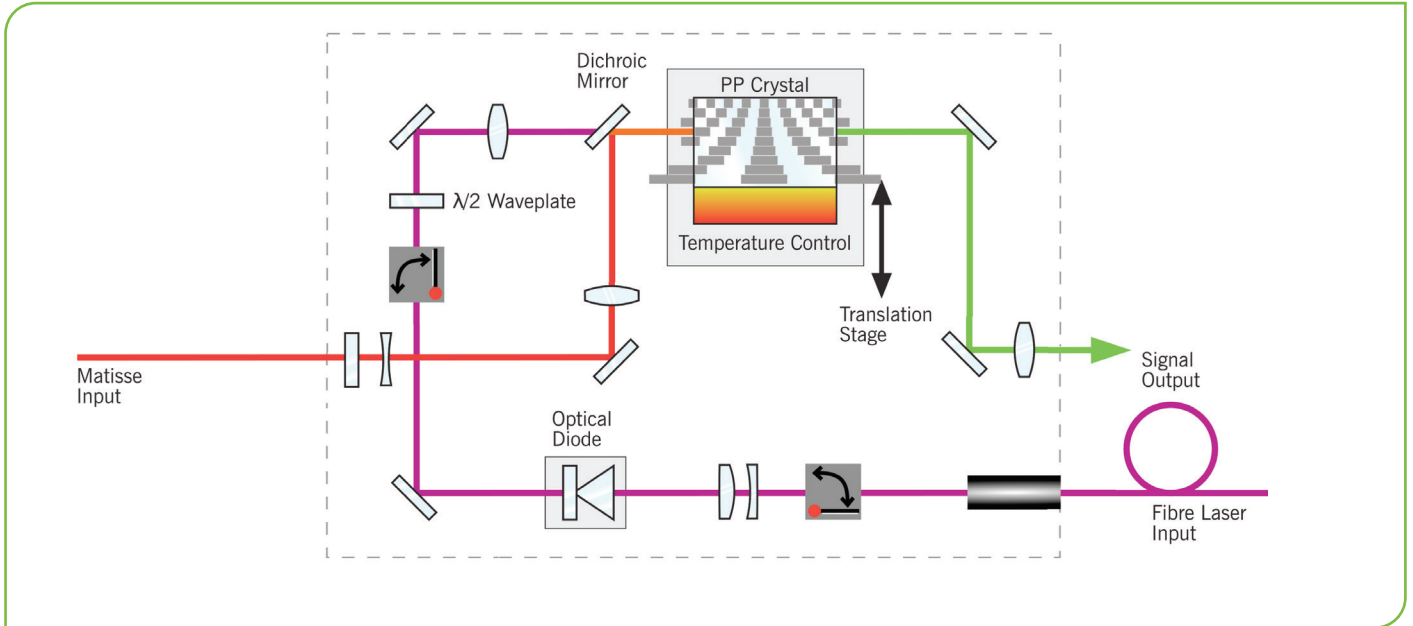 Dichroic
Mirror
PP Crystal
λ/2 Waveplate
Temperature Control
Translation
Stage
Matisse
Input
Signal
Output
Optical
Diode
Fibre Laser
Input